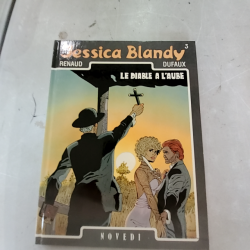 Jessica Blandy 3
RENAUD DUFAUX
LE DIABLE A L'AUBE
NOVEDI